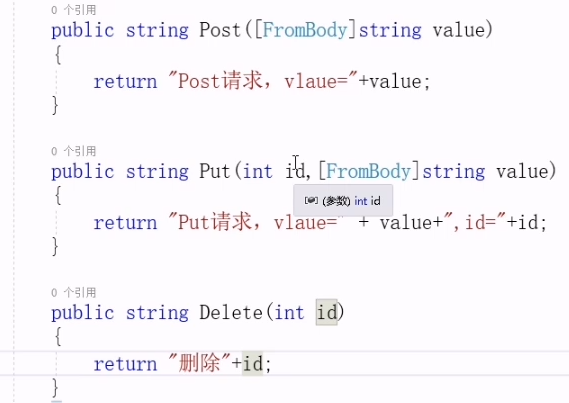 0 个引用
public string Post([FromBody]string value)
{
return "Post请求，vlaue="+value;
}
0 个引用
public string Put(int id,[FromBody]string value)
{
(参数) int id
return "Put请求，vlaue=" + value+",id="+id;
}
0 个引用
public string Delete(int id)
{
return "删除"+id;
}